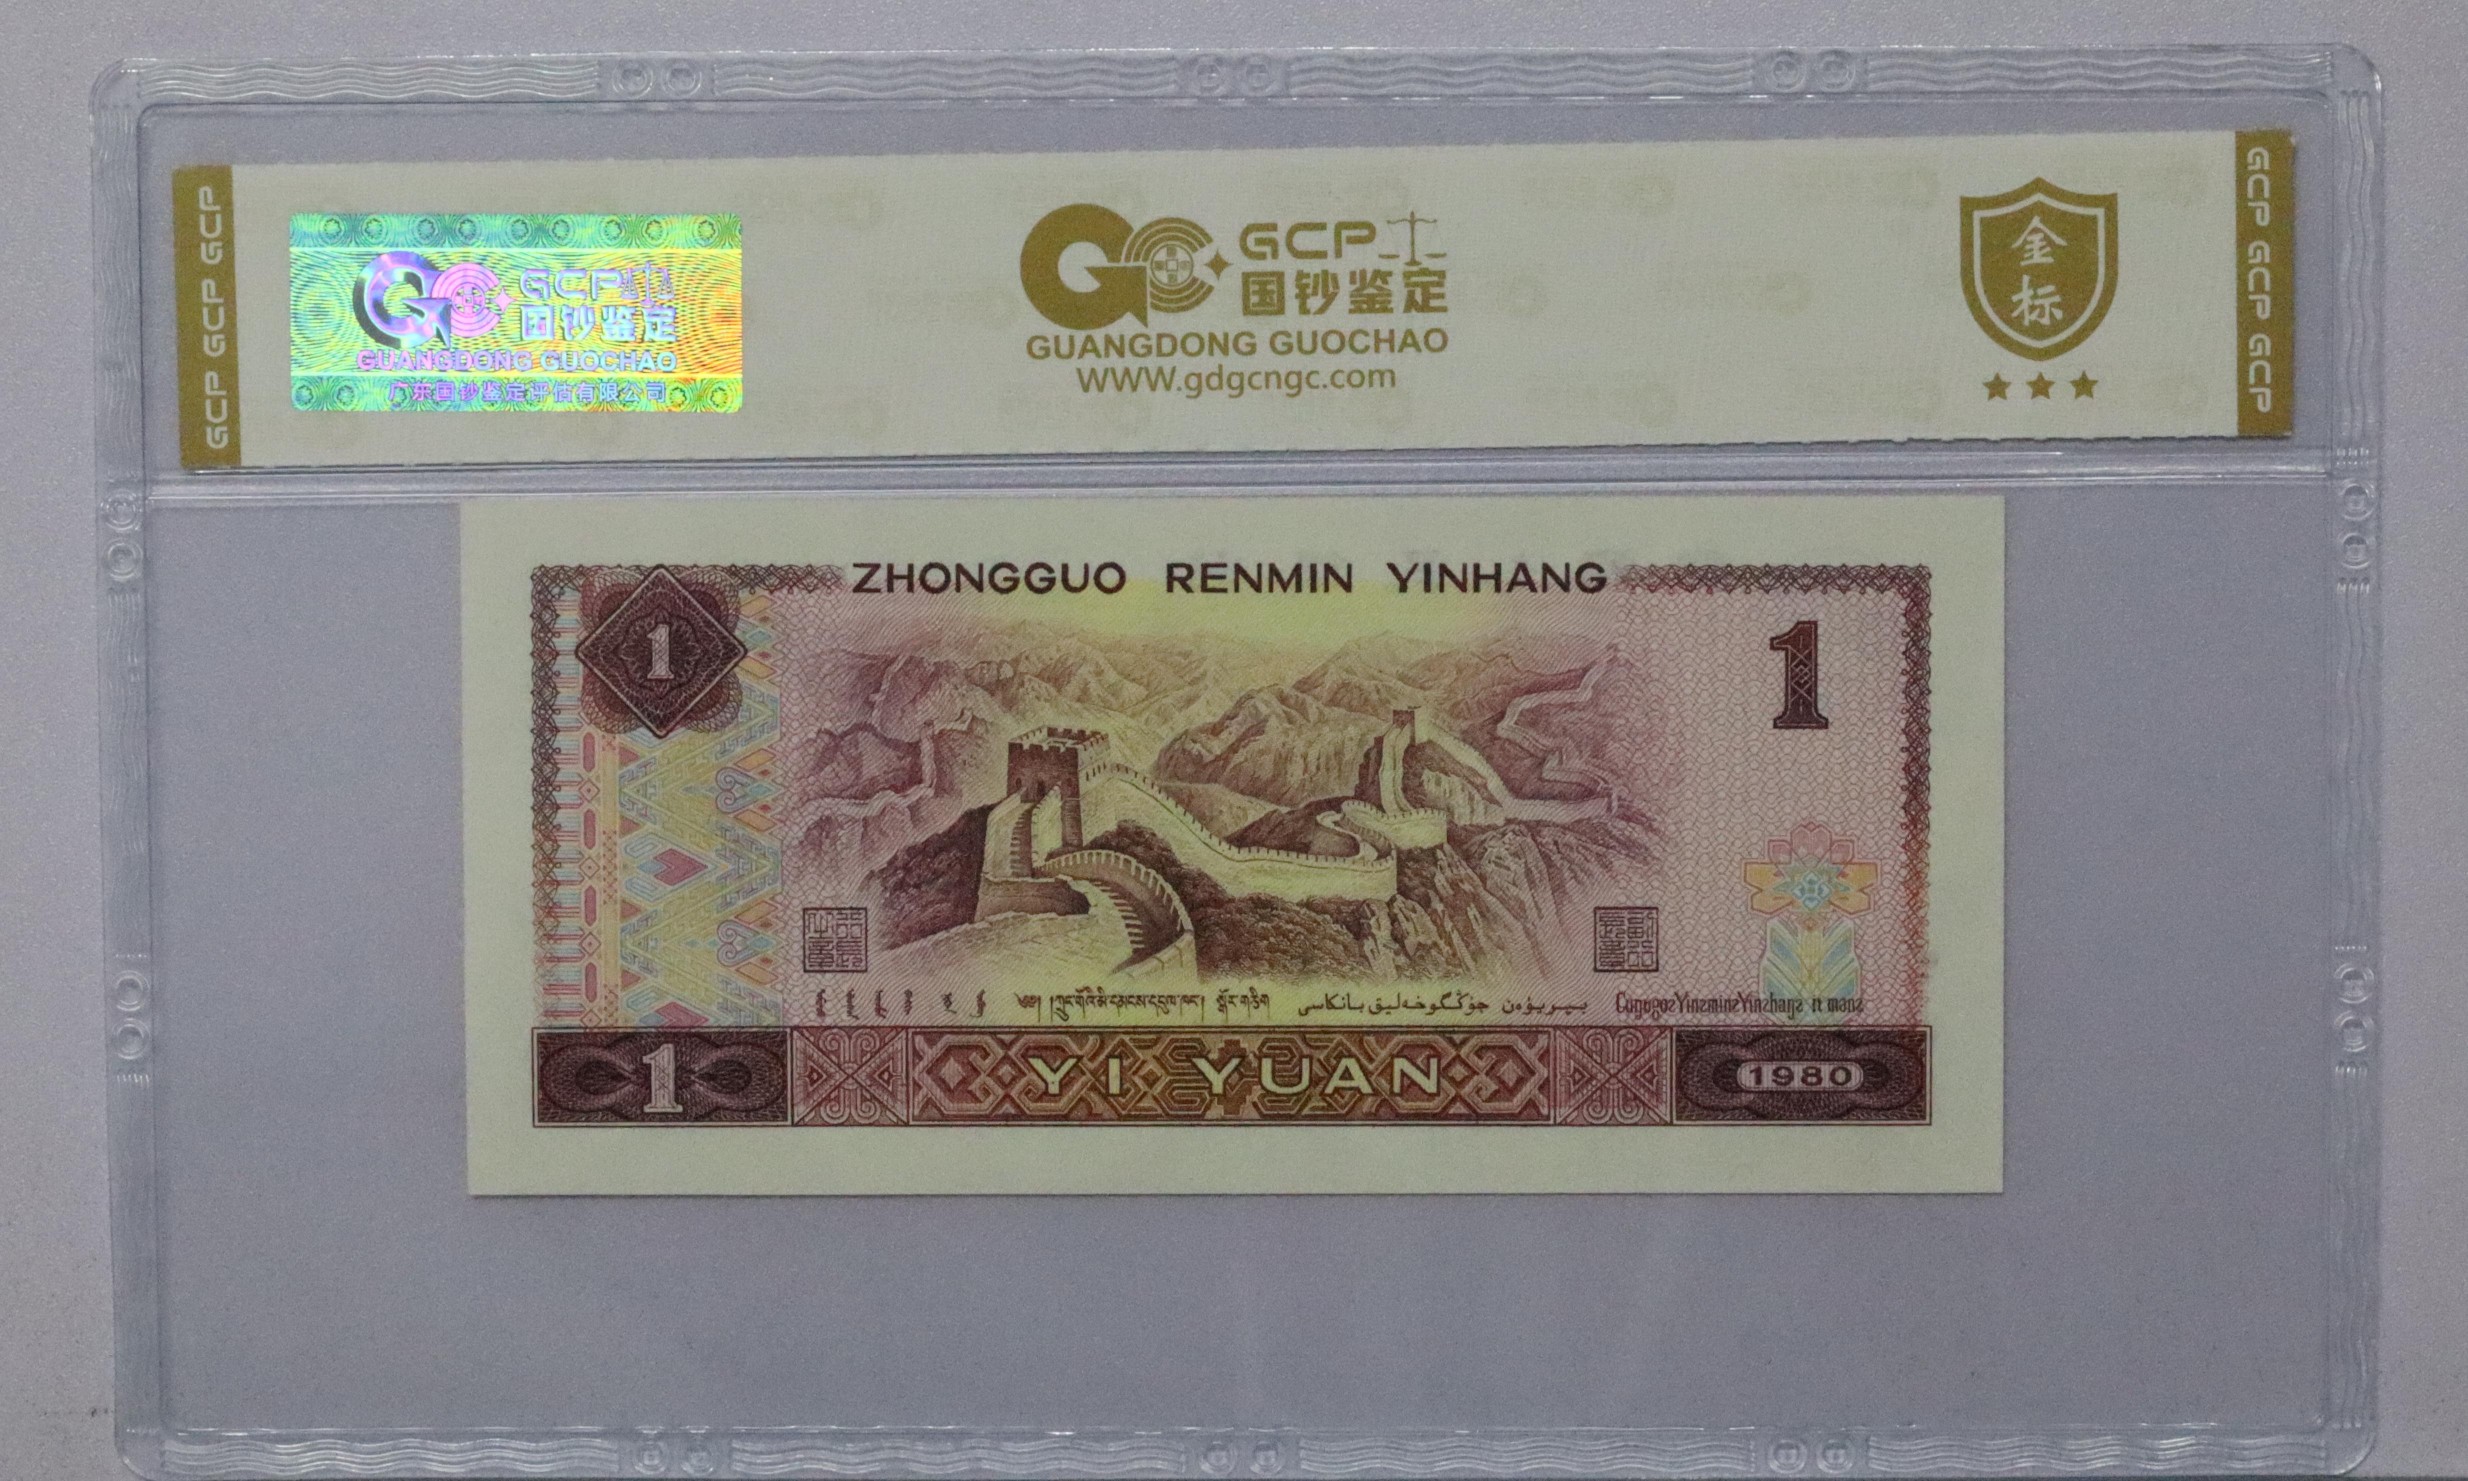 GCP GCP GCP
GCP
国钞鉴定
GUANGDONG GUOCHAO
广东国钞鉴定评估有限公司
GCP
国钞鉴定
GUANGDONG GUOCHAO
WWW.gdgcngc.com
金
标
GCP GCP GCP
ZHONGGUO RENMIN YINHANG
1
1
1
YI YUAN
1980